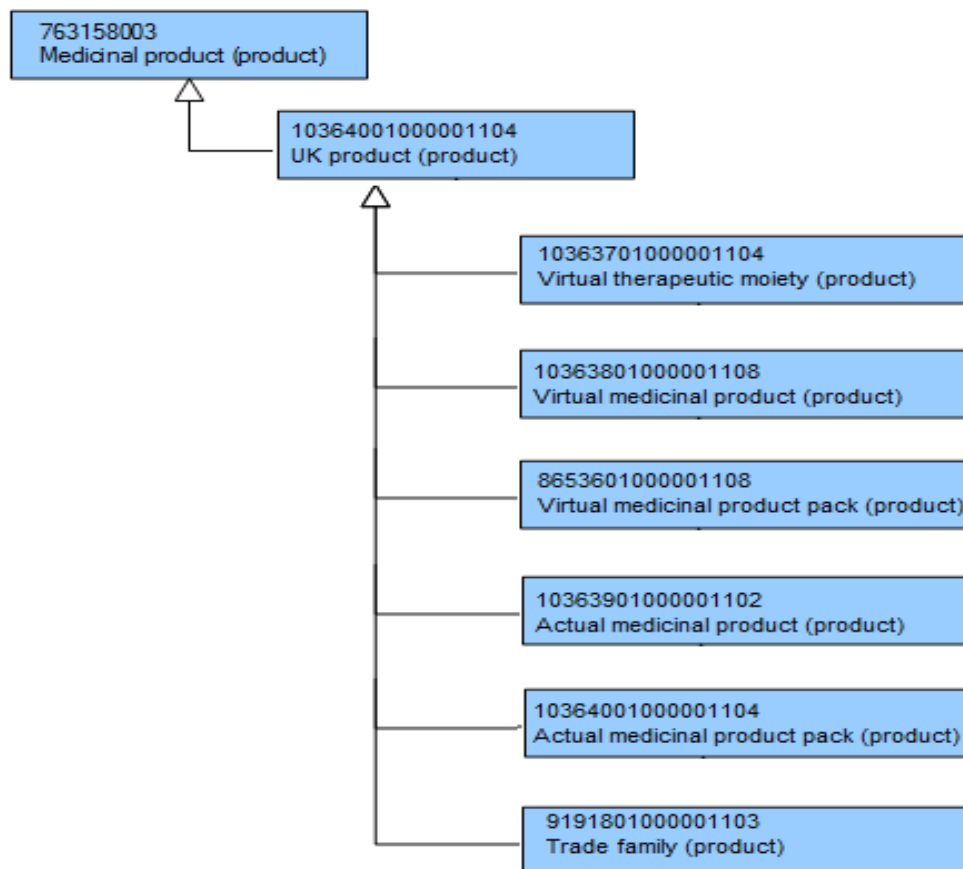 763158003
Medicinal product (product)
10364001000001104
UK product (product)
10363701000001104
Virtual therapeutic moiety (product)
10363801000001108
Virtual medicinal product (product)
8653601000001108
Virtual medicinal product pack (product)
10363901000001102
Actual medicinal product (product)
10364001000001104
Actual medicinal product pack (product)
9191801000001103
Trade family (product)